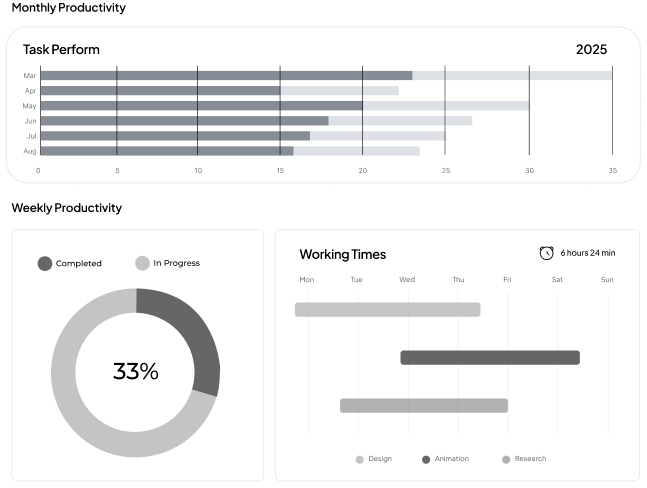 Monthly Productivity
Task Perform
2025
Mar
Apr
May
Jun
Jul
Aug
0 5 10 15 20 25 30 35
Weekly Productivity
Completed In Progress
33%
Working Times
6 hours 24 min
Mon Tue Wed Thu Fri Sat Sun
Design Animation Research